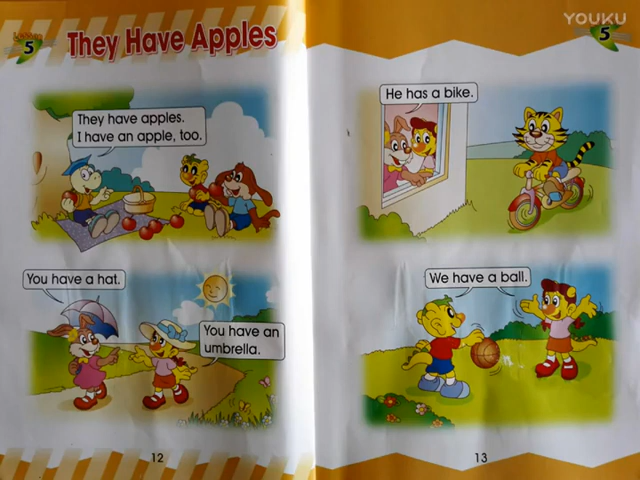 Lesson
5
They Have Apples
They have apples.
I have an apple, too.
You have a hat.
You have an
umbrella.
12
YOUKU
5
He has a bike.
We have a ball.
13